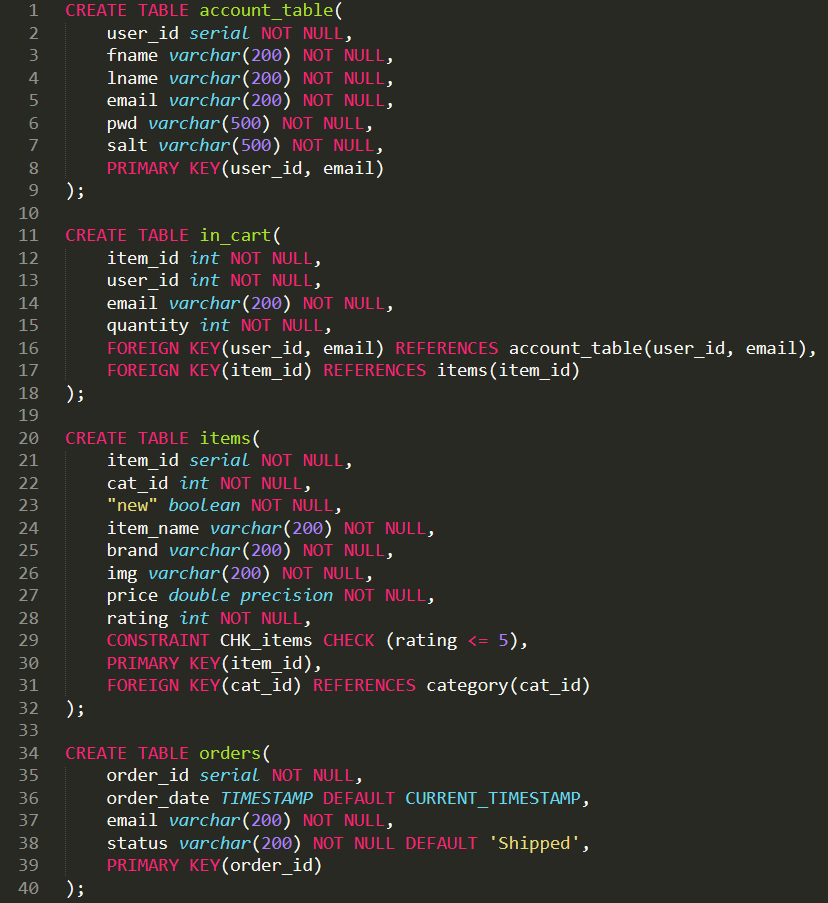 1 CREATE TABLE account_table(
2 user_id serial NOT NULL,
3 fname varchar(200) NOT NULL,
4 lname varchar(200) NOT NULL,
5 email varchar(200) NOT NULL,
6 pwd varchar(500) NOT NULL,
7 salt varchar(500) NOT NULL,
8 PRIMARY KEY(user_id, email)
9 );
10
11 CREATE TABLE in_cart(
12 item_id int NOT NULL,
13 user_id int NOT NULL,
14 email varchar(200) NOT NULL,
15 quantity int NOT NULL,
16 FOREIGN KEY(user_id, email) REFERENCES account_table(user_id, email),
17 FOREIGN KEY(item_id) REFERENCES items(item_id)
18 );
19
20 CREATE TABLE items(
21 item_id serial NOT NULL,
22 cat_id int NOT NULL,
23 "new" boolean NOT NULL,
24 item_name varchar(200) NOT NULL,
25 brand varchar(200) NOT NULL,
26 img varchar(200) NOT NULL,
27 price double precision NOT NULL,
28 rating int NOT NULL,
29 CONSTRAINT CHK_items CHECK (rating <= 5),
30 PRIMARY KEY(item_id),
31 FOREIGN KEY(cat_id) REFERENCES category(cat_id)
32 );
33
34 CREATE TABLE orders(
35 order_id serial NOT NULL,
36 order_date TIMESTAMP DEFAULT CURRENT_TIMESTAMP,
37 email varchar(200) NOT NULL,
38 status varchar(200) NOT NULL DEFAULT 'Shipped',
39 PRIMARY KEY(order_id)
40 );